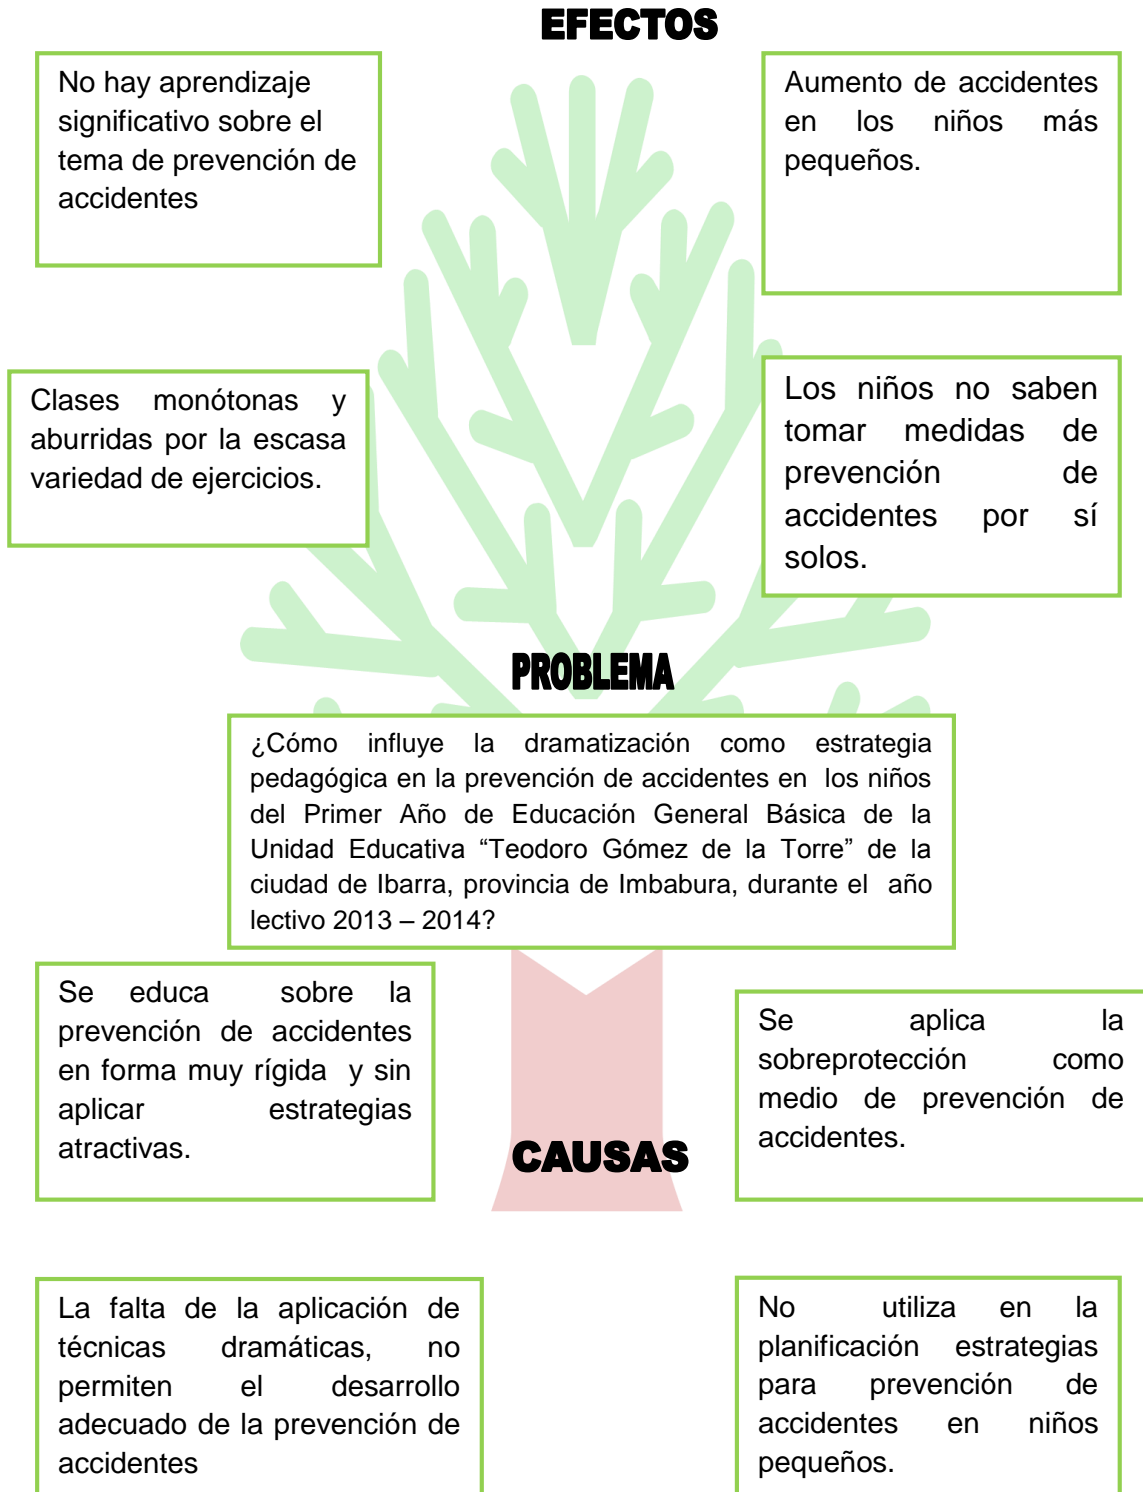 EFECTOS
No hay aprendizaje
significativo sobre el
tema de prevención de
accidentes
Aumento de accidentes
en los niños más
pequeños.
Clases monótonas y
aburridas por la escasa
variedad de ejercicios.
Los niños no saben
tomar medidas de
prevención de
accidentes por sí
solos.
PROBLEMA
¿Cómo influye la dramatización como estrategia
pedagógica en la prevención de accidentes en los niños
del Primer Año de Educación General Básica de la
Unidad Educativa “Teodoro Gómez de la Torre” de la
ciudad de Ibarra, provincia de Imbabura, durante el año
lectivo 2013 – 2014?
Se educa sobre la
prevención de accidentes
en forma muy rígida y sin
aplicar estrategias
atractivas.
Se aplica la
sobreprotección como
medio de prevención de
accidentes.
CAUSAS
La falta de la aplicación de
técnicas dramáticas, no
permiten el desarrollo
adecuado de la prevención de
accidentes
No utiliza en la
planificación estrategias
para prevención de
accidentes en niños
pequeños.